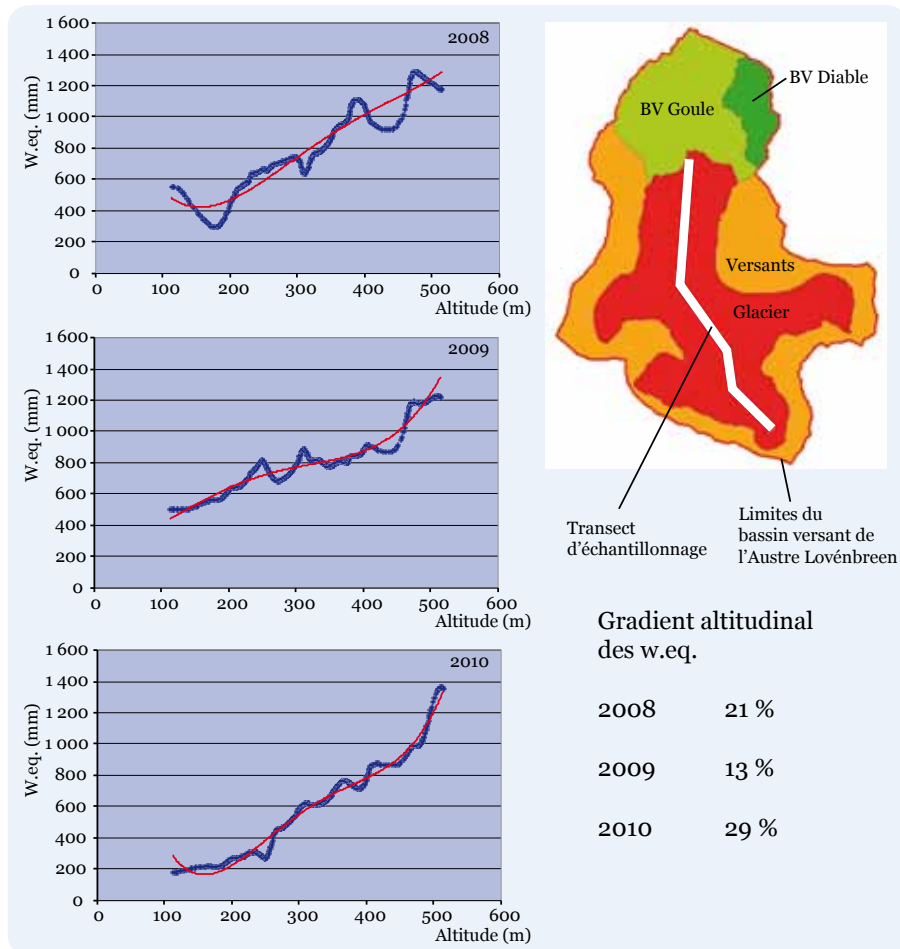 1 600
1 400
1 200
1 000
800
600
400
200
0
W.eq. (mm)
2008
0 100 200 300 400 500 600
Altitude (m)
1 600
1 400
1 200
1 000
800
600
400
200
0
W.eq. (mm)
2009
0 100 200 300 400 500 600
Altitude (m)
1 600
1 400
1 200
1 000
800
600
400
200
0
W.eq. (mm)
2010
0 100 200 300 400 500 600
Altitude (m)
BV Diable
BV Goule
Versants
Glacier
Transect
d'échantillonnage
Limites du
bassin versant de
l'Austre Lovénbreen
Gradient altitudinal
des w.eq.
2008 21 %
2009 13 %
2010 29 %